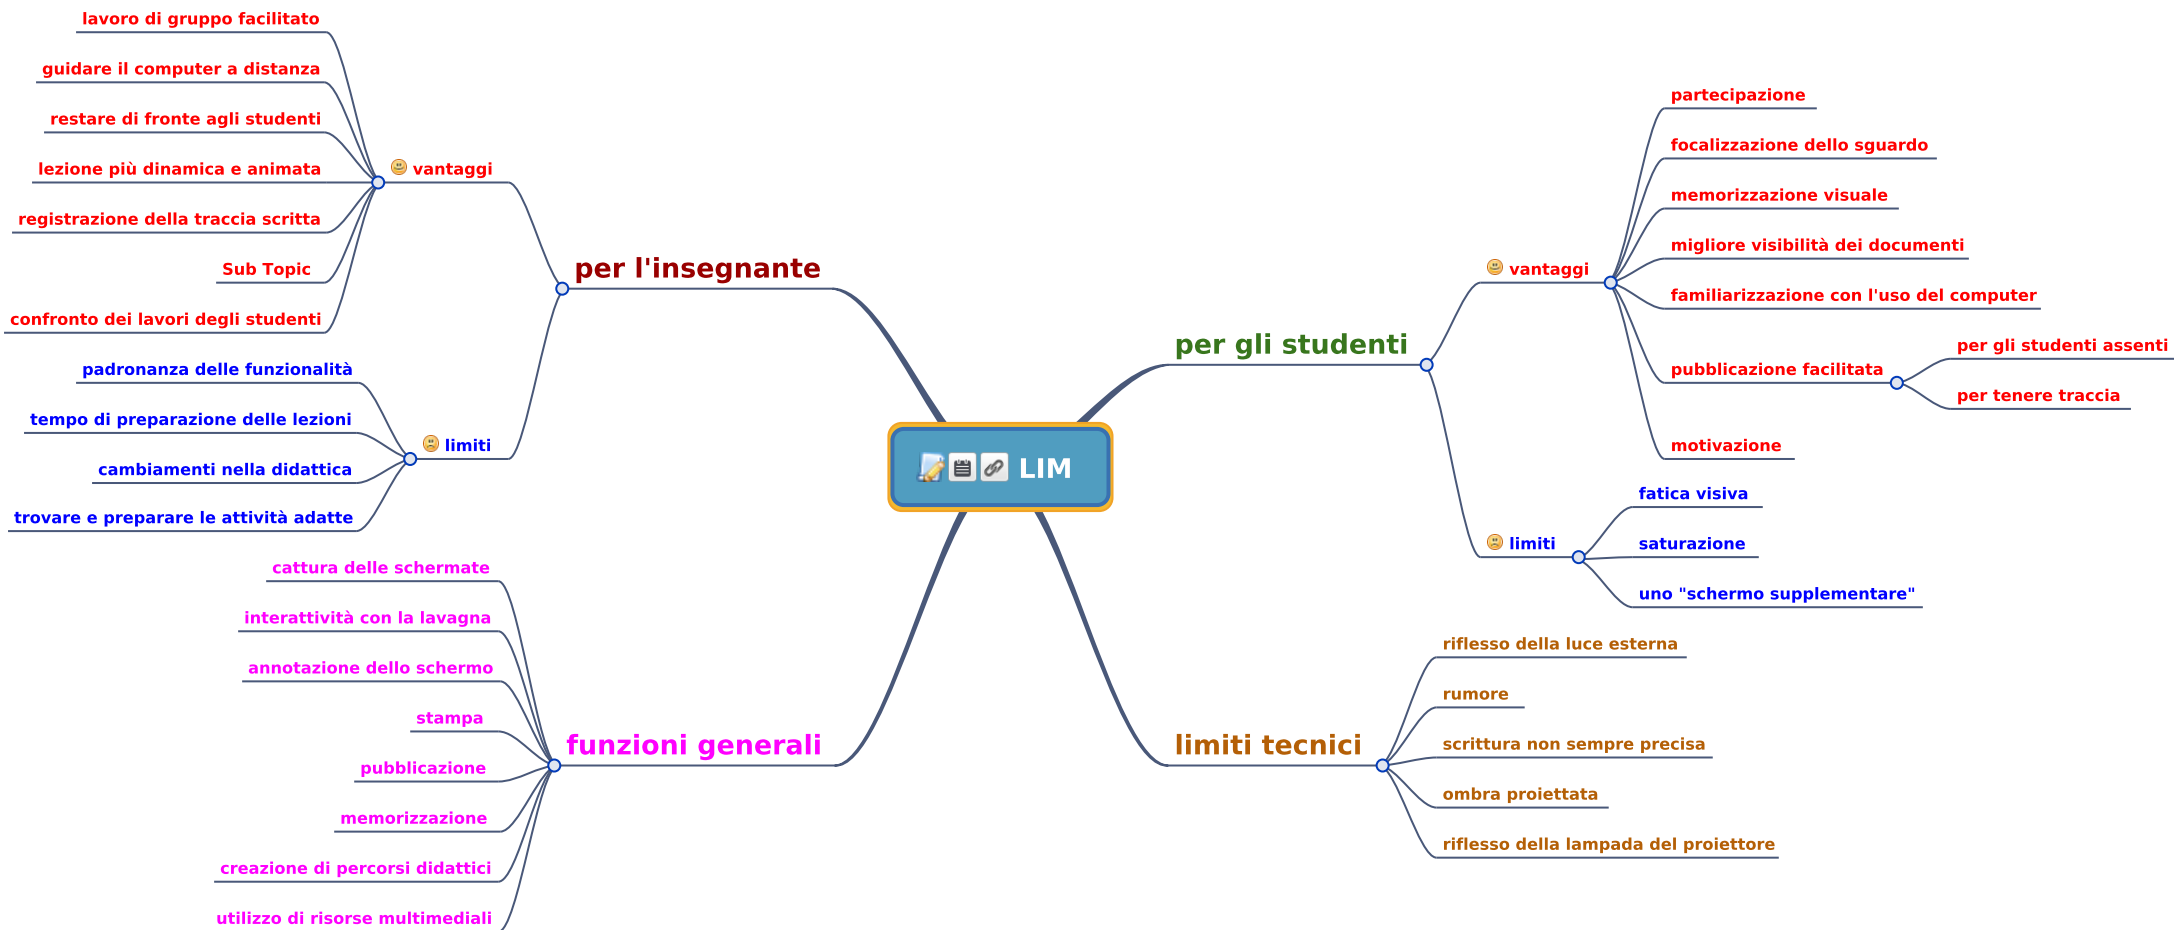 LIM
per l'insegnante
vantaggi
lavoro di gruppo facilitato
guidare il computer a distanza
restare di fronte agli studenti
lezione più dinamica e animata
registrazione della traccia scritta
Sub Topic
confronto dei lavori degli studenti
limiti
padronanza delle funzionalità
tempo di preparazione delle lezioni
cambiamenti nella didattica
trovare e preparare le attività adatte
funzioni generali
cattura delle schermate
interattività con la lavagna
annotazione dello schermo
stampa
pubblicazione
memorizzazione
creazione di percorsi didattici
utilizzo di risorse multimediali
per gli studenti
vantaggi
partecipazione
focalizzazione dello sguardo
memorizzazione visuale
migliore visibilità dei documenti
familiarizzazione con l'uso del computer
pubblicazione facilitata
per gli studenti assenti
per tenere traccia
motivazione
limiti
fatica visiva
saturazione
uno "schermo supplementare"
limiti tecnici
riflesso della luce esterna
rumore
scrittura non sempre precisa
ombra proiettata
riflesso della lampada del proiettore